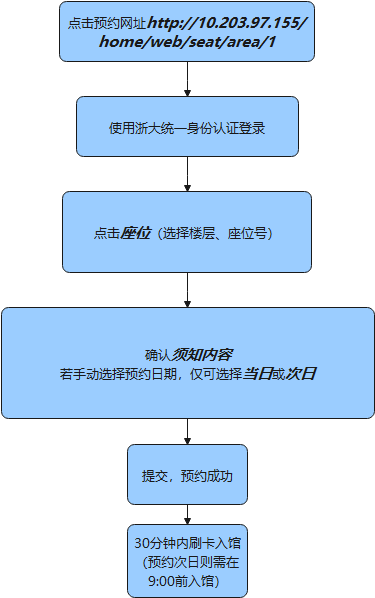 点击预约网址http://10.203.97.155/
home/web/seat/area/1
使用浙大统一身份认证登录
点击座位（选择楼层、座位号）
确认须知内容
若手动选择预约日期，仅可选择当日或次日
提交，预约成功
30分钟内刷卡入馆
（预约次日则需在
9:00前入馆）